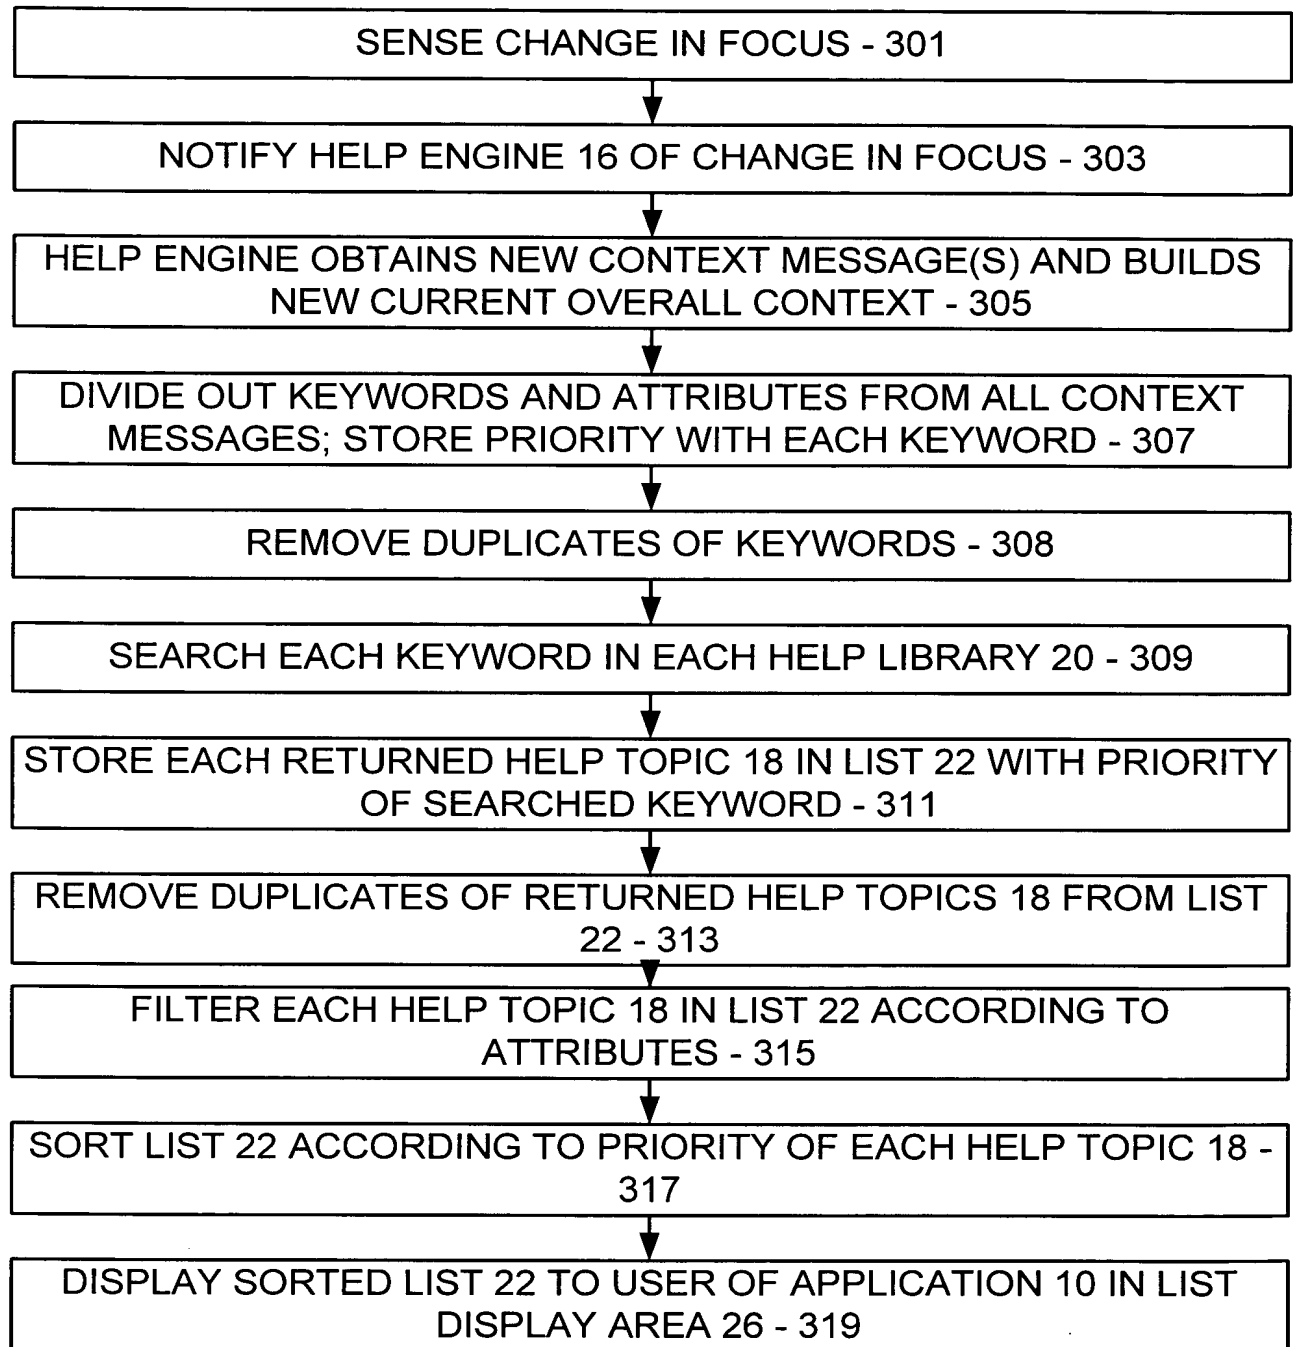 SENSE CHANGE IN FOCUS - 301
NOTIFY HELP ENGINE 16 OF CHANGE IN FOCUS - 303
HELP ENGINE OBTAINS NEW CONTEXT MESSAGE(S) AND BUILDS
NEW CURRENT OVERALL CONTEXT - 305
DIVIDE OUT KEYWORDS AND ATTRIBUTES FROM ALL CONTEXT
MESSAGES; STORE PRIORITY WITH EACH KEYWORD - 307
REMOVE DUPLICATES OF KEYWORDS - 308
SEARCH EACH KEYWORD IN EACH HELP LIBRARY 20 - 309
STORE EACH RETURNED HELP TOPIC 18 IN LIST 22 WITH PRIORITY
OF SEARCHED KEYWORD - 311
REMOVE DUPLICATES OF RETURNED HELP TOPICS 18 FROM LIST
22 - 313
FILTER EACH HELP TOPIC 18 IN LIST 22 ACCORDING TO
ATTRIBUTES - 315
SORT LIST 22 ACCORDING TO PRIORITY OF EACH HELP TOPIC 18 -
317
DISPLAY SORTED LIST 22 TO USER OF APPLICATION 10 IN LIST
DISPLAY AREA 26 - 319